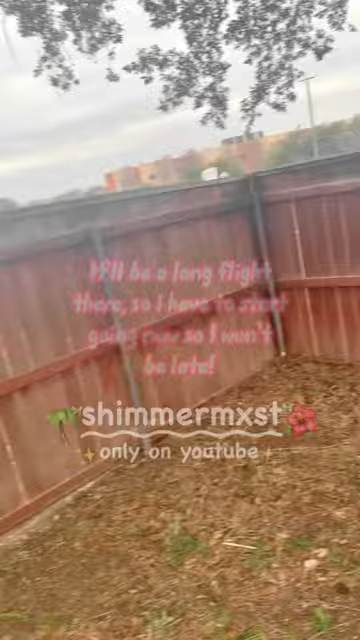 It'll be a long flight
there, so I have to start
going now so I won't
be late!
shimmermxst
only on youtube